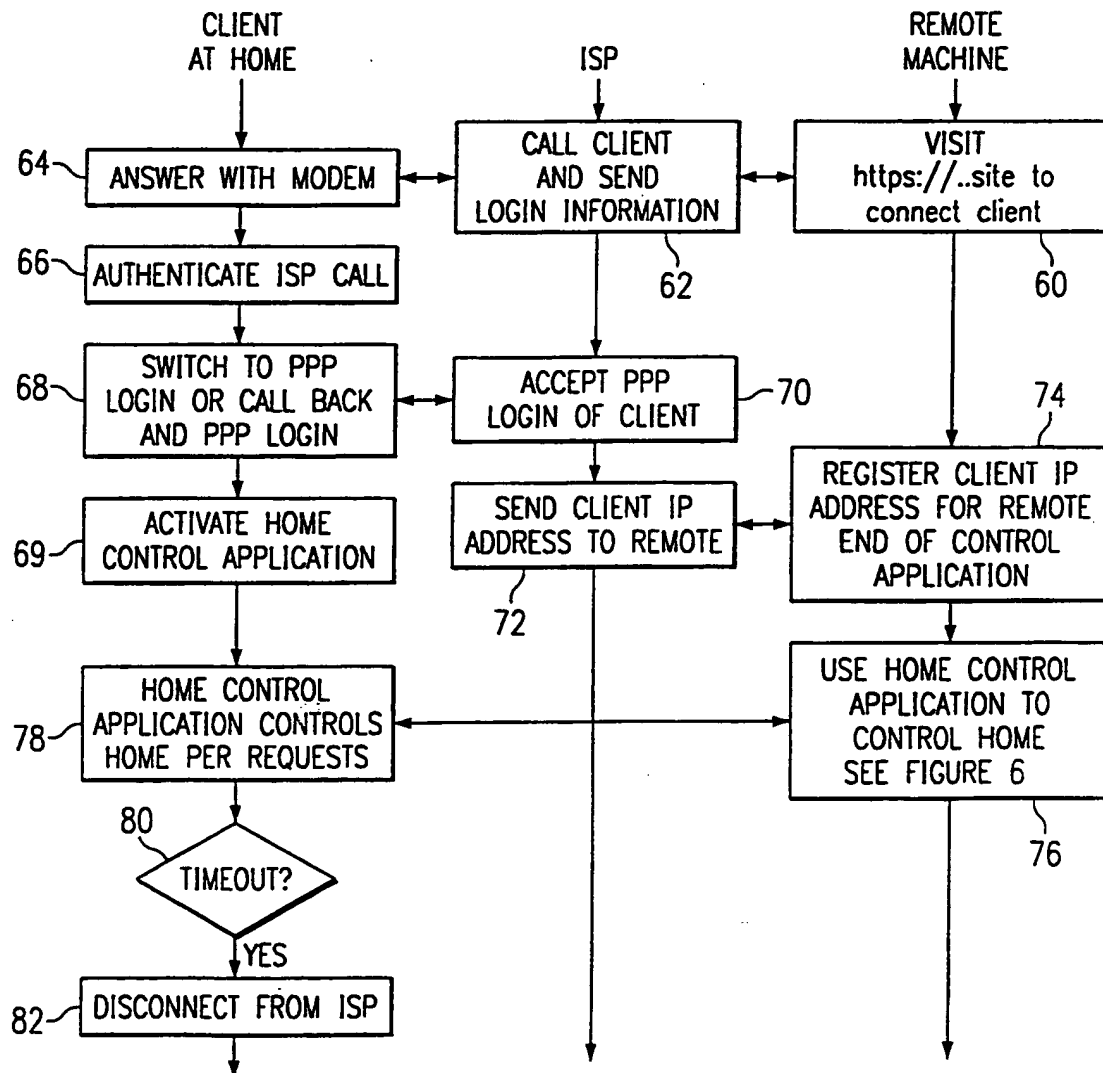 CLIENT
AT HOME
ISP
REMOTE
MACHINE
64
ANSWER WITH MODEM
CALL CLIENT
AND SEND
LOGIN INFORMATION
62
VISIT
https://..site to
connect client
60
66
AUTHENTICATE ISP CALL
68
SWITCH TO PPP
LOGIN OR CALL BACK
AND PPP LOGIN
ACCEPT PPP
LOGIN OF CLIENT
70
74
69
ACTIVATE HOME
CONTROL APPLICATION
SEND CLIENT IP
ADDRESS TO REMOTE
72
REGISTER CLIENT IP
ADDRESS FOR REMOTE
END OF CONTROL
APPLICATION
78
HOME CONTROL
APPLICATION CONTROLS
HOME PER REQUESTS
USE HOME CONTROL
APPLICATION TO
CONTROL HOME
SEE FIGURE 6
76
80
TIMEOUT?
YES
82
DISCONNECT FROM ISP